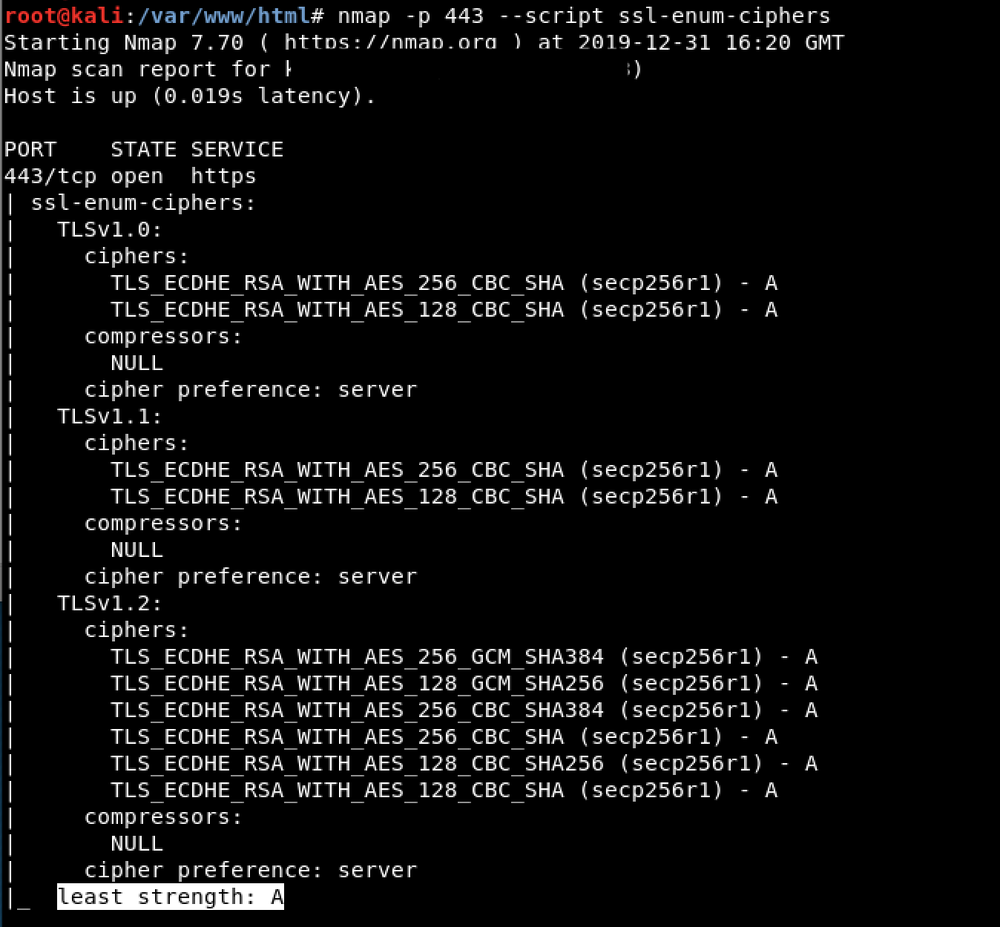 root@kali:/var/www/html# nmap -p 443 --script ssl-enum-ciphers
Starting Nmap 7.70 ( https://nmap.org ) at 2019-12-31 16:20 GMT
Nmap scan report for )
Host is up (0.019s latency).
PORT    STATE SERVICE
443/tcp open  https
| ssl-enum-ciphers:
|   TLSv1.0:
|     ciphers:
|       TLS_ECDHE_RSA_WITH_AES_256_CBC_SHA (secp256r1) - A
|       TLS_ECDHE_RSA_WITH_AES_128_CBC_SHA (secp256r1) - A
|     compressors:
|       NULL
|     cipher preference: server
|   TLSv1.1:
|     ciphers:
|       TLS_ECDHE_RSA_WITH_AES_256_CBC_SHA (secp256r1) - A
|       TLS_ECDHE_RSA_WITH_AES_128_CBC_SHA (secp256r1) - A
|     compressors:
|       NULL
|     cipher preference: server
|   TLSv1.2:
|     ciphers:
|       TLS_ECDHE_RSA_WITH_AES_256_GCM_SHA384 (secp256r1) - A
|       TLS_ECDHE_RSA_WITH_AES_128_GCM_SHA256 (secp256r1) - A
|       TLS_ECDHE_RSA_WITH_AES_256_CBC_SHA384 (secp256r1) - A
|       TLS_ECDHE_RSA_WITH_AES_256_CBC_SHA (secp256r1) - A
|       TLS_ECDHE_RSA_WITH_AES_128_CBC_SHA256 (secp256r1) - A
|       TLS_ECDHE_RSA_WITH_AES_128_CBC_SHA (secp256r1) - A
|     compressors:
|       NULL
|     cipher preference: server
|_  least strength: A